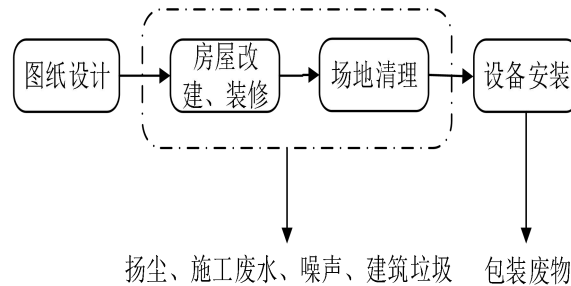 图纸设计
房屋改
建、装修
场地清理
设备安装
扬尘、施工废水、噪声、建筑垃圾
包装废物